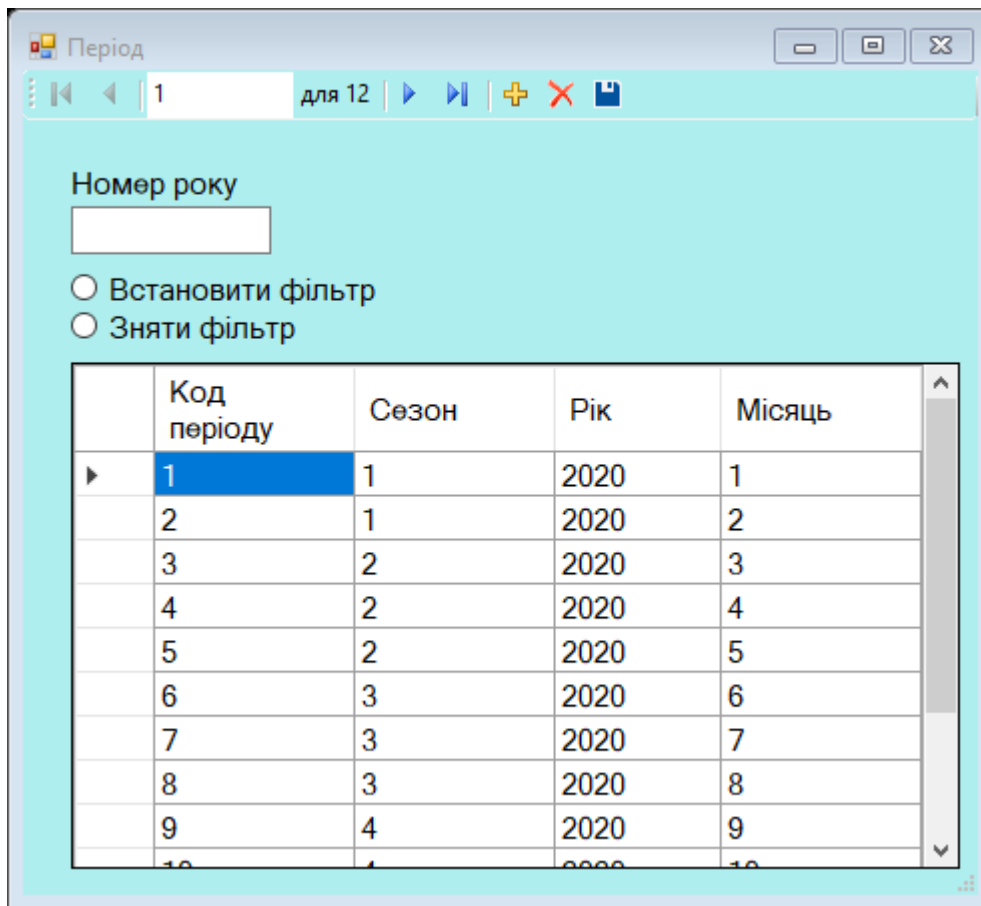 Період
1 для 12
Номер року
Встановити фільтр
Зняти фільтр
Код періоду Сезон Рік Місяць
1 1 2020 1
2 1 2020 2
3 2 2020 3
4 2 2020 4
5 2 2020 5
6 3 2020 6
7 3 2020 7
8 3 2020 8
9 4 2020 9